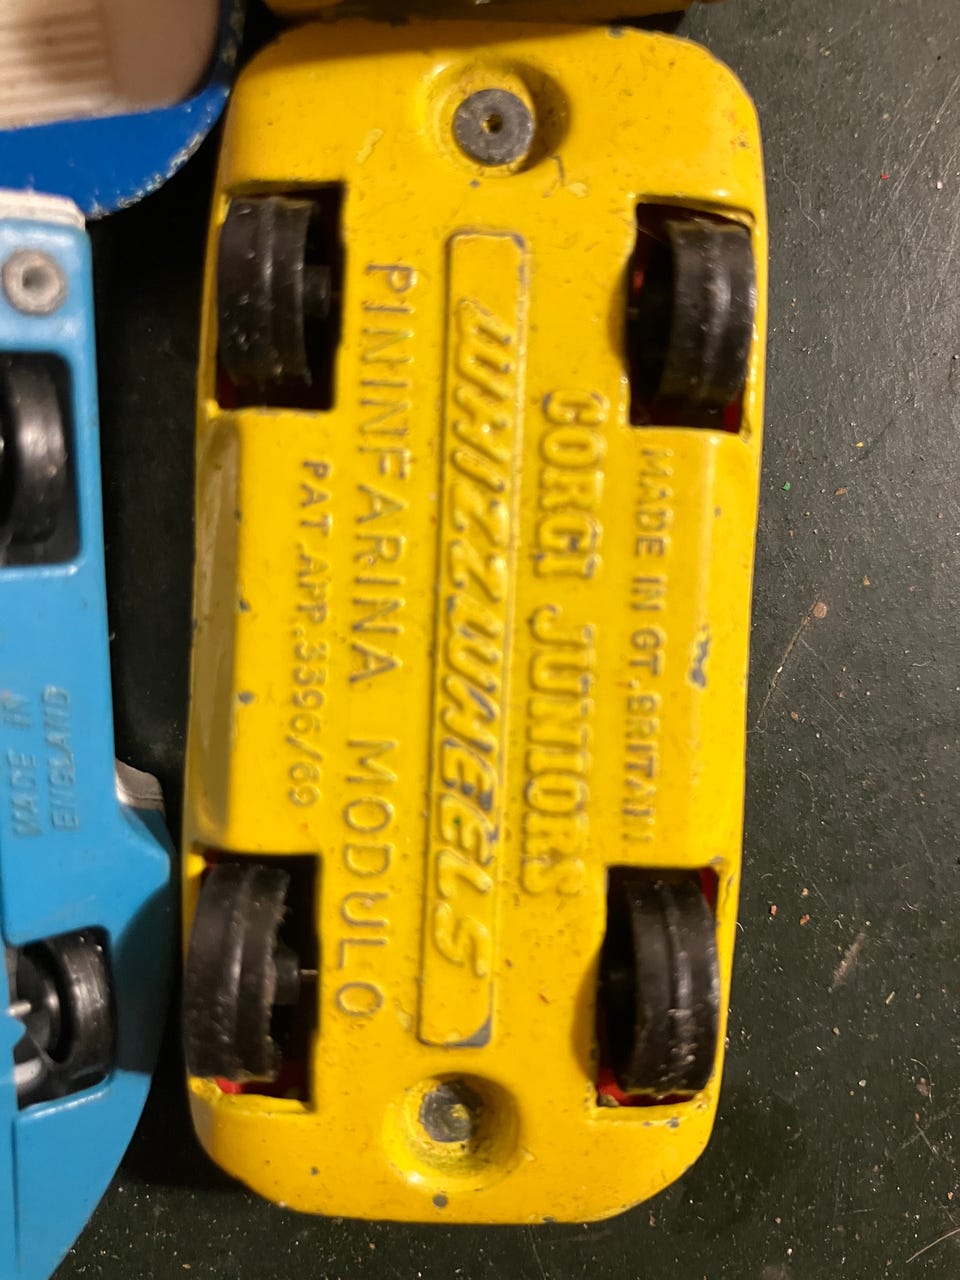 MADE IN GT. BRITAIN
CORGI JUNIORS
WHIZZWHEELS
PININFARINA MODULO
PAT. APP. 3396/69
MADE IN
ENGLAND